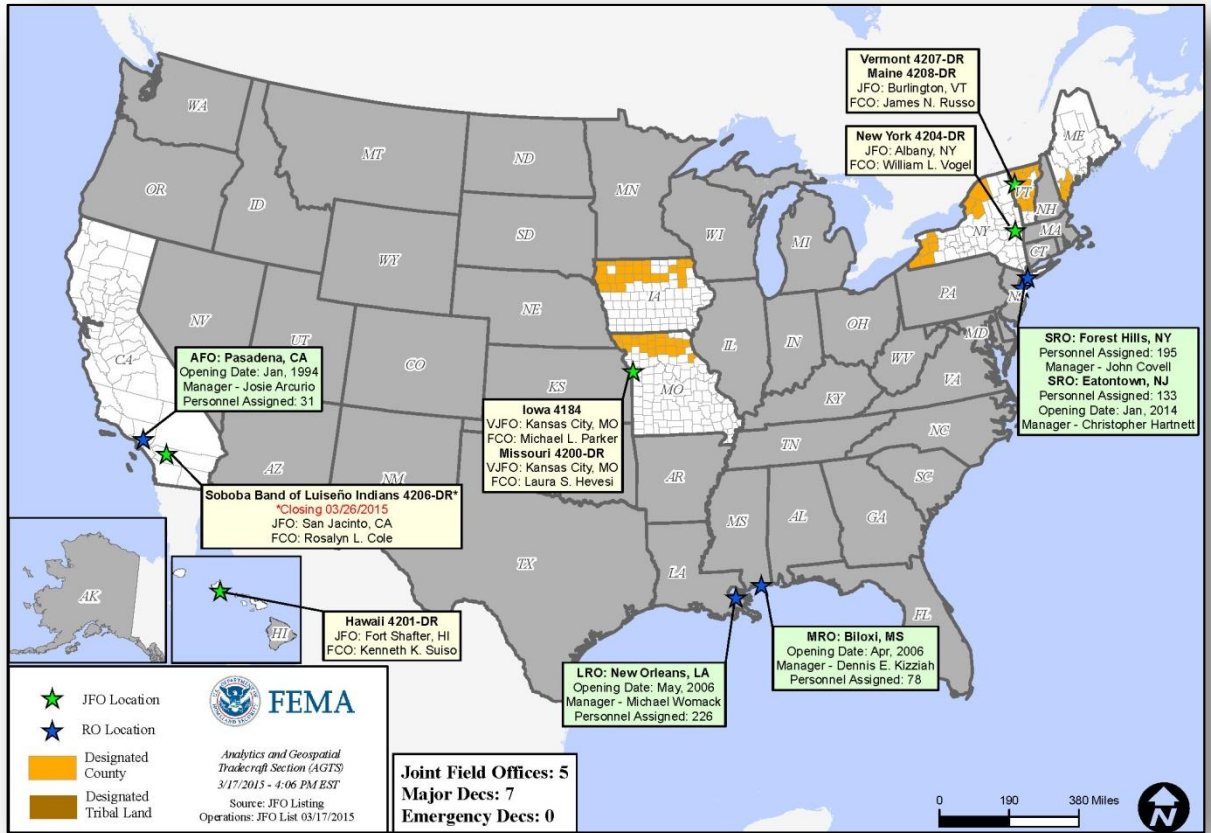 Vermont 4207-DR
Maine 4208-DR
JFO: Burlington, VT
FCO: James N. Russo
New York 4204-DR
JFO: Albany, NY
FCO: William L. Vogel
WA
MT
ND
MN
ME
VT
NH
OR
ID
SD
WI
MI
NY
MA
CT
WY
IA
PA
NJ
NE
NV
UT
CO
IL
IN
OH
MD
WV
VA
CA
KS
MO
KY
AFO: Pasadena, CA
Opening Date: Jan, 1994
Manager - Josie Arcurio
Personnel Assigned: 31
SRO: Forest Hills, NY
Personnel Assigned: 195
Manager - John Covell
SRO: Eatontown, NJ
Personnel Assigned: 133
Opening Date: Jan, 2014
Manager - Christopher Hartnett
Iowa 4184
VJFO: Kansas City, MO
FCO: Michael L. Parker
Missouri 4200-DR
VJFO: Kansas City, MO
FCO: Laura S. Hevesi
AZ
NM
AR
TN
NC
SC
MS
AL
GA
Soboba Band of Luiseño Indians 4206-DR*
*Closing 03/26/2015
JFO: San Jacinto, CA
FCO: Rosalyn L. Cole
TX
LA
FL
AK
HI
Hawaii 4201-DR
JFO: Fort Shafter, HI
FCO: Kenneth K. Suiso
LRO: New Orleans, LA
Opening Date: May, 2006
Manager - Michael Womack
Personnel Assigned: 226
MRO: Biloxi, MS
Opening Date: Apr, 2006
Manager - Dennis E. Kizziah
Personnel Assigned: 78
JFO Location
RO Location
Designated
County
Designated
Tribal Land
FEMA
Analytics and Geospatial
Tradecraft Section (AGTS)
3/17/2015 - 4:06 PM EST
Source: JFO Listing
Operations: JFO List 03/17/2015
Joint Field Offices: 5
Major Decs: 7
Emergency Decs: 0
0 190 380 Miles
N